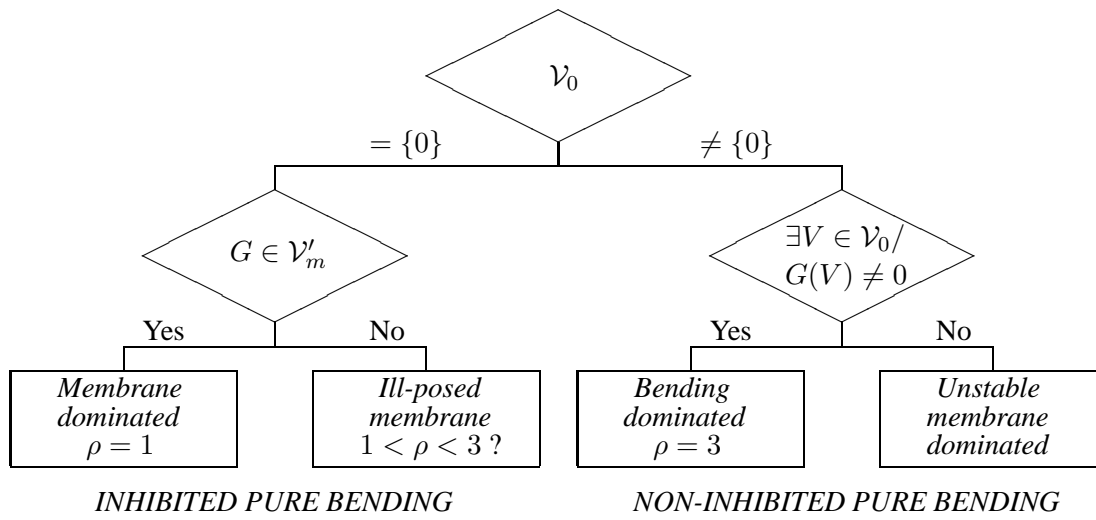 𝒱₀
= {0}
≠ {0}
G ∈ 𝒱′ₘ
∃V ∈ 𝒱₀/
G(V) ≠ 0
Yes
No
Yes
No
Membrane
dominated
ρ = 1
Ill-posed
membrane
1 < ρ < 3 ?
Bending
dominated
ρ = 3
Unstable
membrane
dominated
INHIBITED PURE BENDING
NON-INHIBITED PURE BENDING